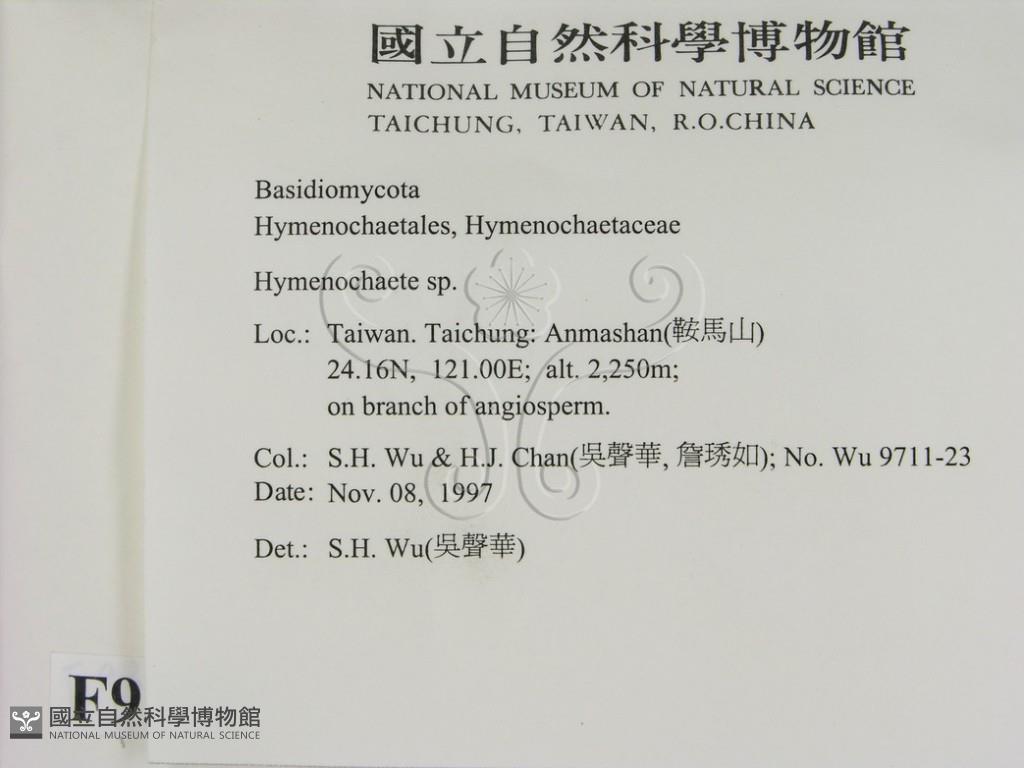 國立自然科學博物館
NATIONAL MUSEUM OF NATURAL SCIENCE
TAICHUNG, TAIWAN, R.O.CHINA
Basidiomycota
Hymenochaetales, Hymenochaetaceae
Hymenochaete sp.
Loc.: Taiwan. Taichung: Anmashan(鞍馬山)
24.16N, 121.00E; alt. 2,250m;
on branch of angiosperm.
Col.: S.H. Wu & H.J. Chan(吳聲華, 詹琇如); No. Wu 9711-23
Date: Nov. 08, 1997
Det.: S.H. Wu(吳聲華)
F9
國立自然科學博物館
NATIONAL MUSEUM OF NATURAL SCIENCE